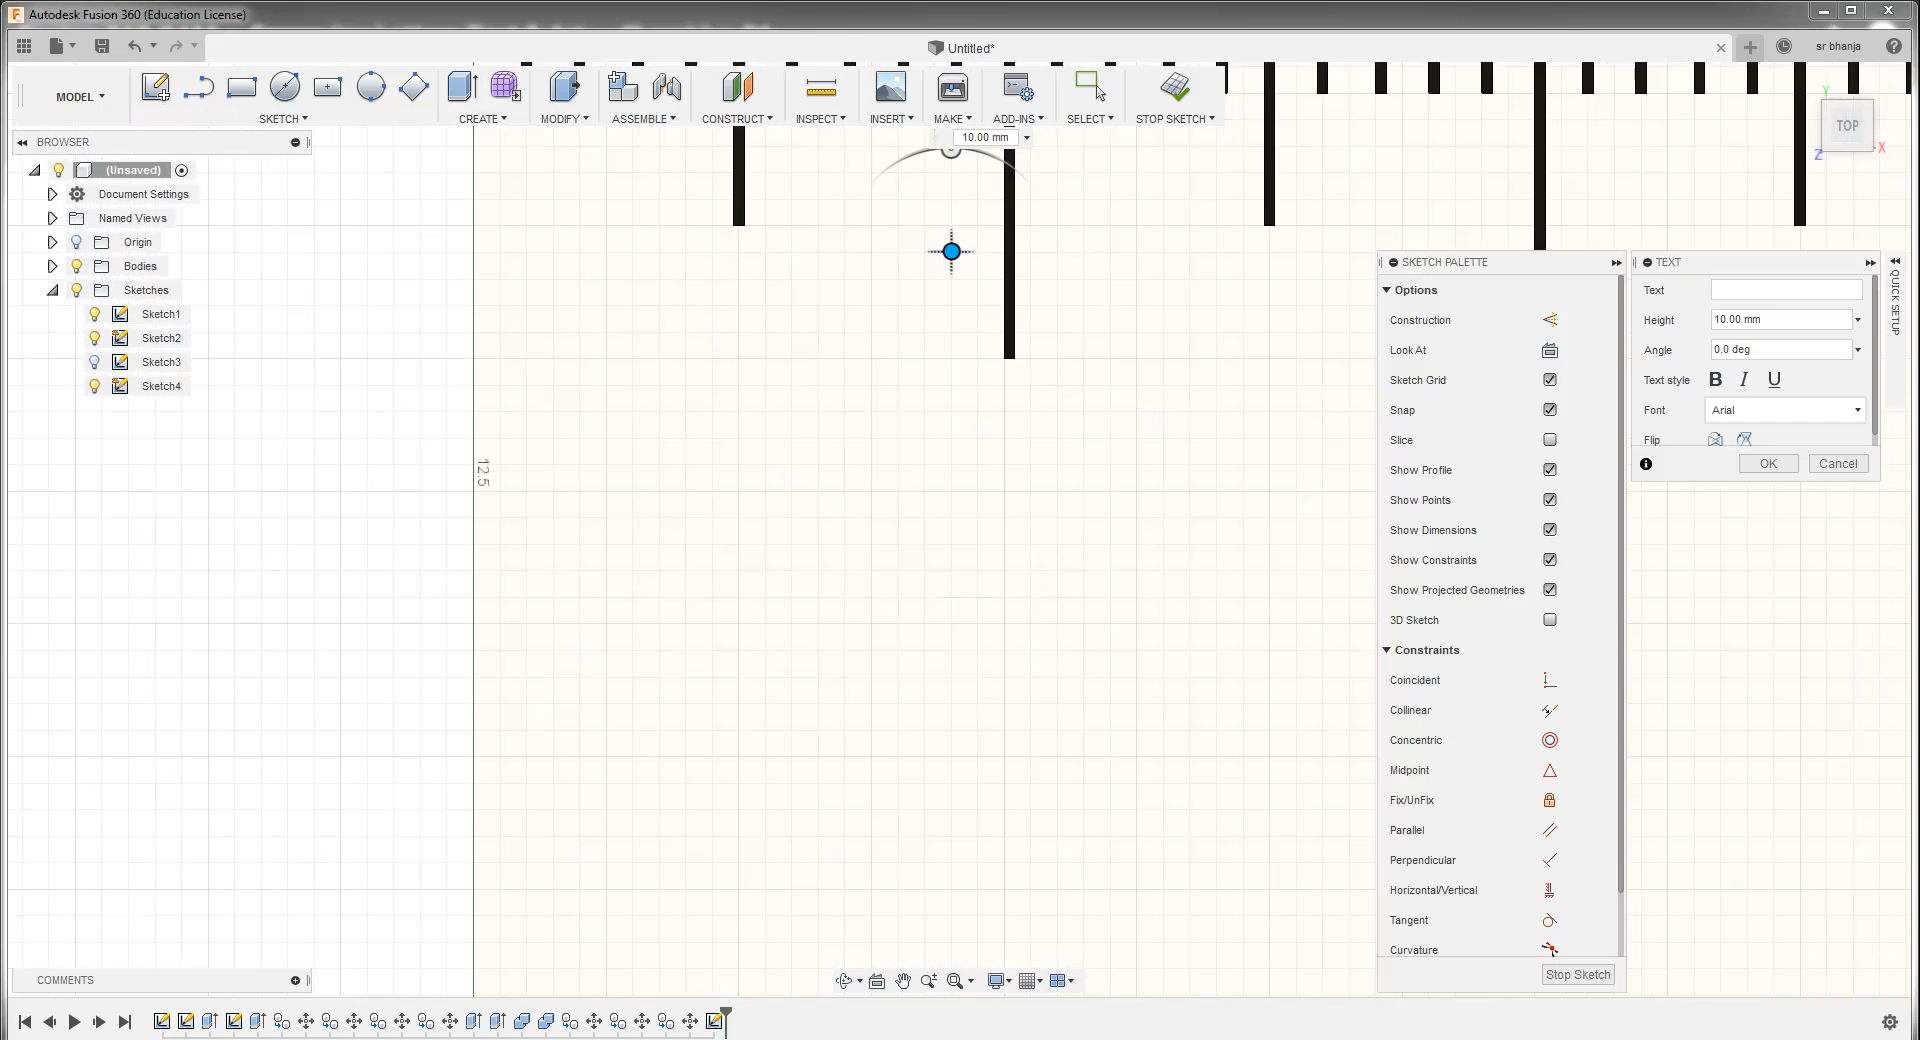 Autodesk Fusion 360 (Education License)
Untitled*
sr bhanja
MODEL
SKETCH
CREATE
MODIFY
ASSEMBLE
CONSTRUCT
INSPECT
INSERT
MAKE
ADD-INS
SELECT
STOP SKETCH
10.00 mm
TOP
Y
X
Z
BROWSER
(Unsaved)
Document Settings
Named Views
Origin
Bodies
Sketches
Sketch1
Sketch2
Sketch3
Sketch4
12.5
SKETCH PALETTE
Options
Construction
Look At
Sketch Grid
Snap
Slice
Show Profile
Show Points
Show Dimensions
Show Constraints
Show Projected Geometries
3D Sketch
Constraints
Coincident
Collinear
Concentric
Midpoint
Fix/UnFix
Parallel
Perpendicular
Horizontal/Vertical
Tangent
Curvature
Stop Sketch
TEXT
Text
Height 10.00 mm
Angle 0.0 deg
Text style B I U
Font Arial
Flip
OK Cancel
QUICK SETUP
COMMENTS